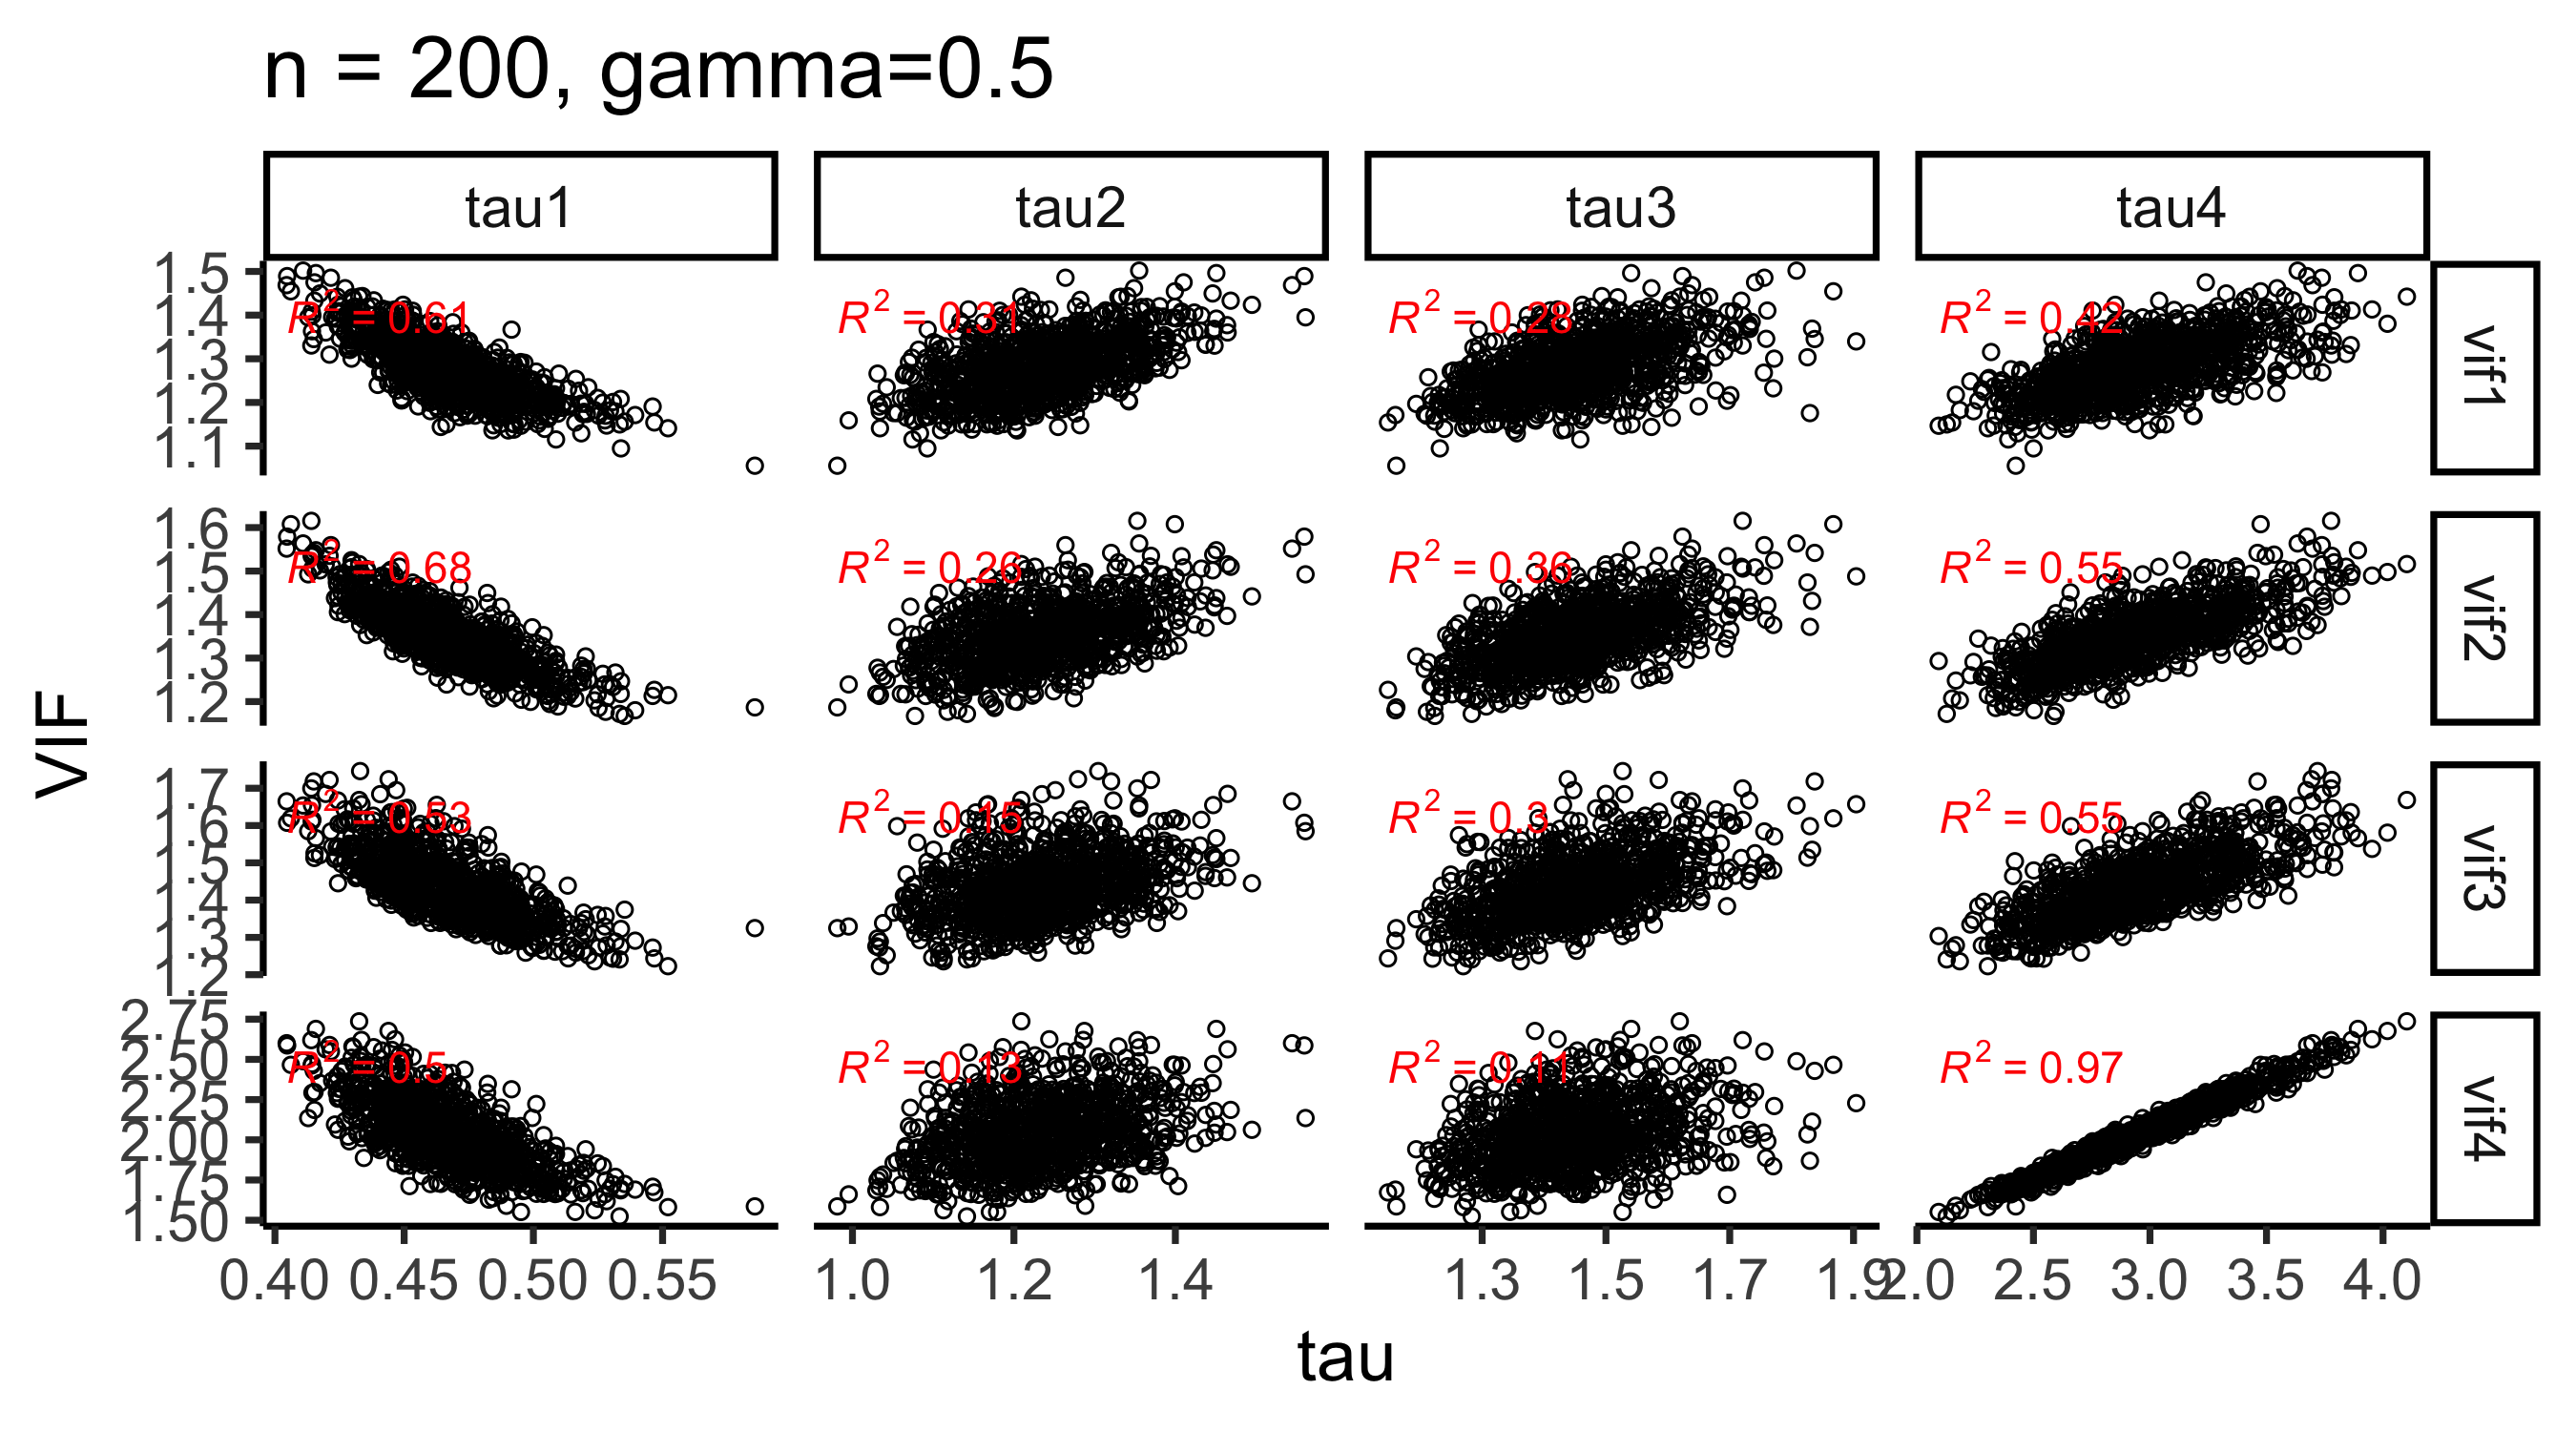 n = 200, gamma=0.5
tau1 tau2 tau3 tau4
1.5
1.4
1.3
1.2
1.1
R² = 0.61 R² = 0.31 R² = 0.28 R² = 0.42
vif1
1.6
1.5
1.4
1.3
1.2
R² = 0.68 R² = 0.26 R² = 0.36 R² = 0.55
vif2
VIF
1.7
1.6
1.5
1.4
1.3
1.2
R² = 0.53 R² = 0.15 R² = 0.3 R² = 0.55
vif3
2.75
2.50
2.25
2.00
1.75
1.50
R² = 0.5 R² = 0.13 R² = 0.11 R² = 0.97
vif4
0.40 0.45 0.50 0.55 1.0 1.2 1.4 1.3 1.5 1.7 1.9 2.0 2.5 3.0 3.5 4.0
tau